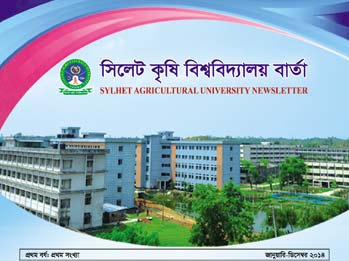 সিলেট কৃষি বিশ্ববিদ্যালয় বার্তা
SYLHET AGRICULTURAL UNIVERSITY NEWSLETTER
প্রথম বর্ষ: প্রথম সংখ্যা
জানুয়ারি-ডিসেম্বর ২০১৪